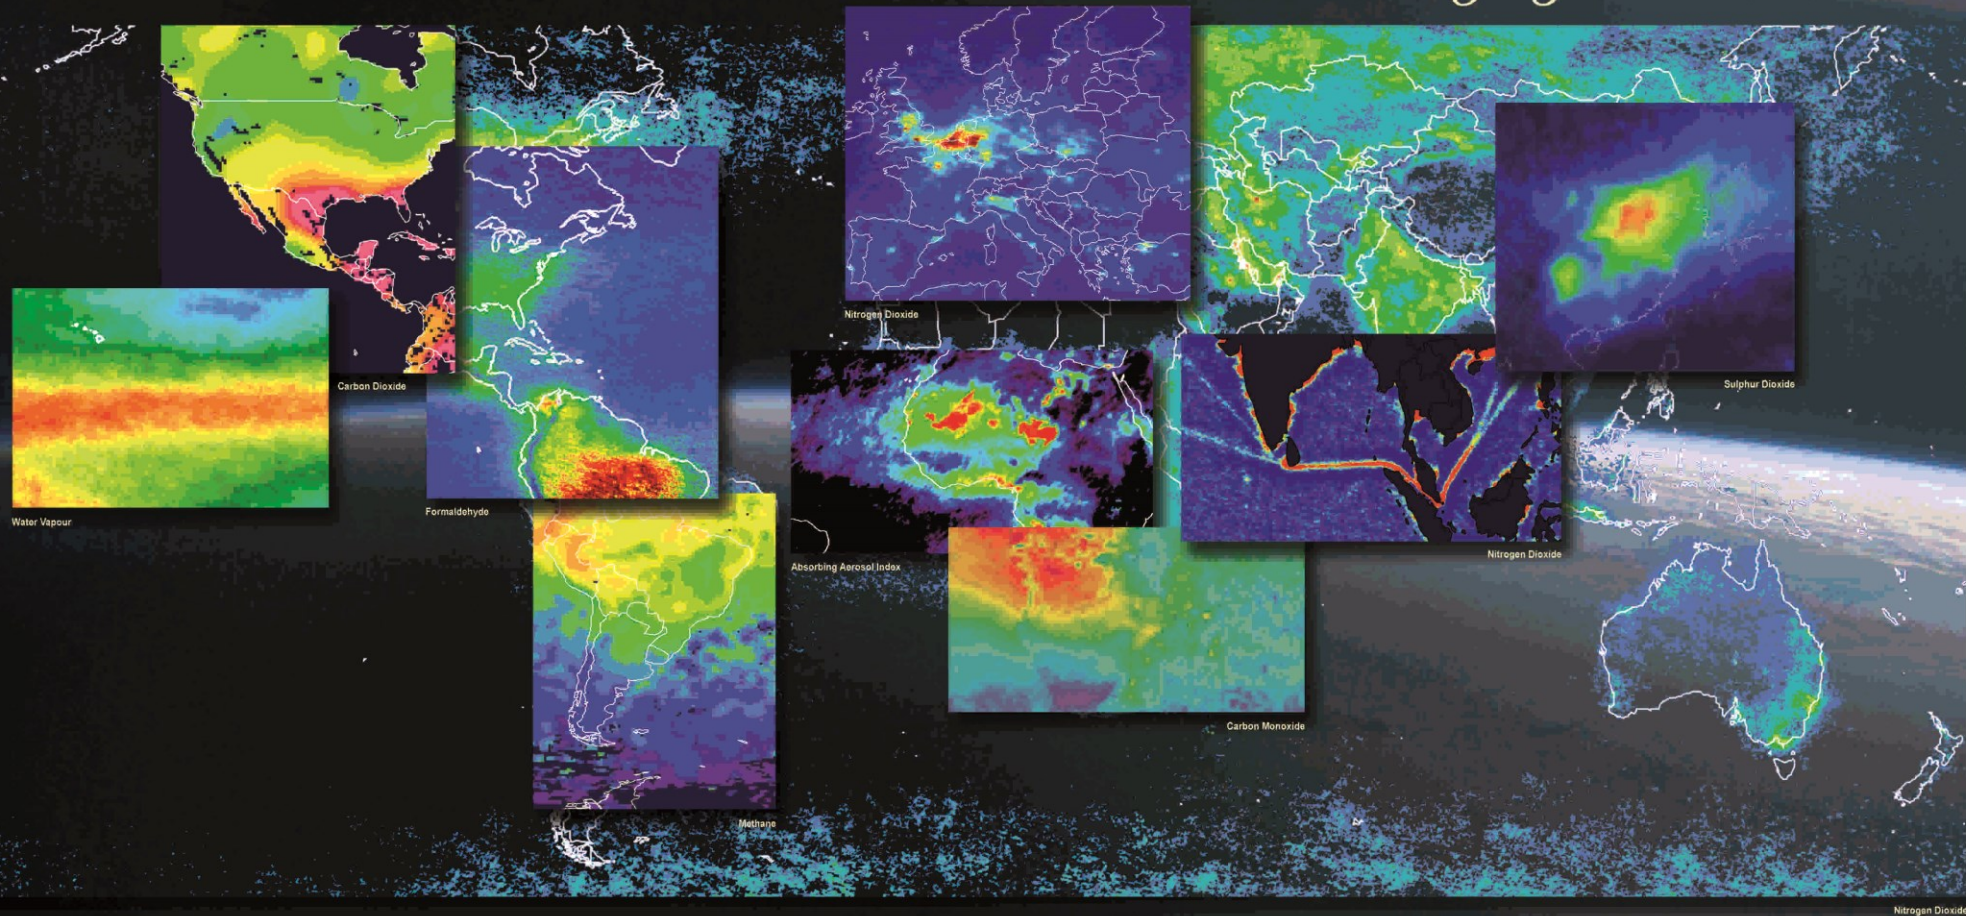 Nitrogen Dioxide
Carbon Dioxide
Sulphur Dioxide
Water Vapour
Formaldehyde
Absorbing Aerosol Index
Nitrogen Dioxide
Carbon Monoxide
Methane
Nitrogen Dioxide